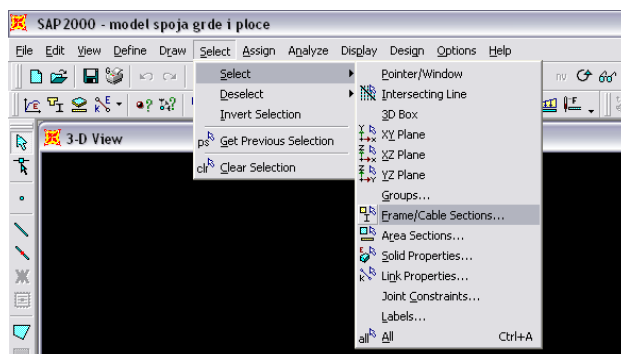 SAP2000 - model spoja grde i ploce
File Edit View Define Draw Select Assign Analyze Display Design Options Help
Select
Deselect
Invert Selection
ps Get Previous Selection
clr Clear Selection
Pointer/Window
Intersecting Line
3D Box
XY Plane
XZ Plane
YZ Plane
Groups...
Frame/Cable Sections...
Area Sections...
Solid Properties...
Link Properties...
Joint Constraints...
Labels...
all All Ctrl+A
nv
3-D View